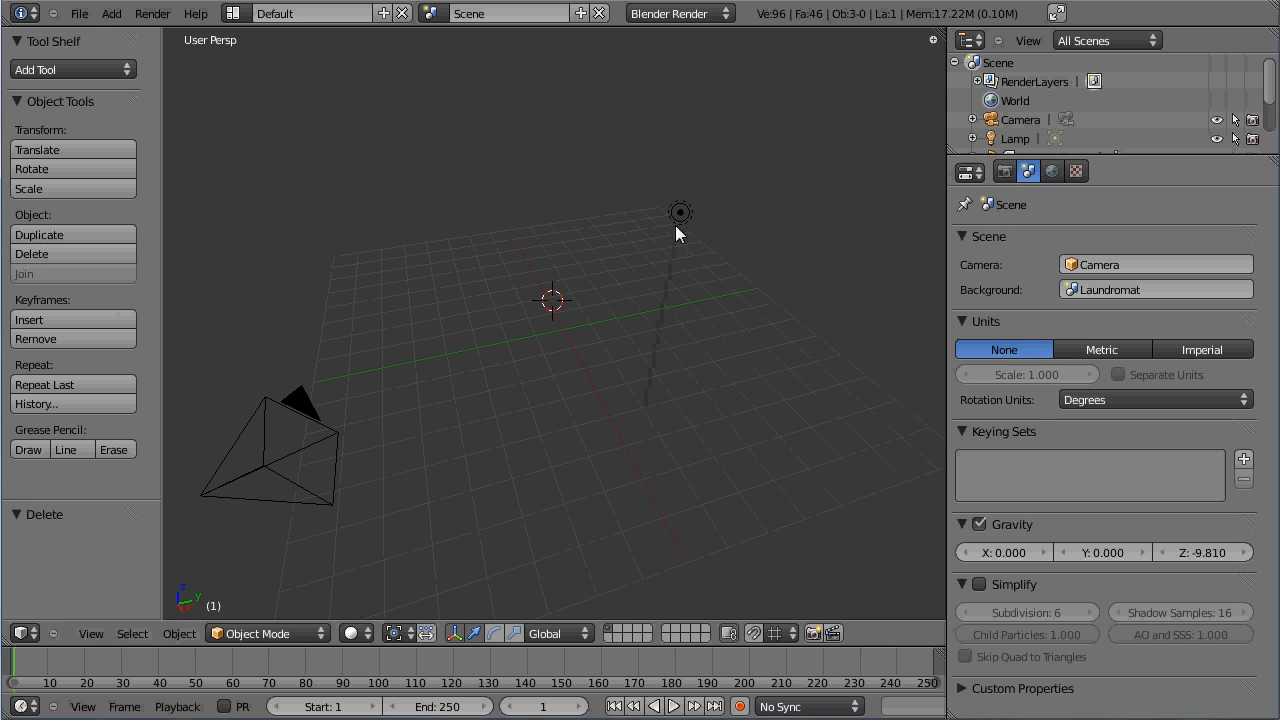 File Add Render Help Default Scene Blender Render Ve:96 | Fa:46 | Ob:3-0 | La:1 | Mem:17.22M (0.10M)
Tool Shelf
Add Tool
Object Tools
Transform:
Translate
Rotate
Scale
Object:
Duplicate
Delete
Join
Keyframes:
Insert
Remove
Repeat:
Repeat Last
History...
Grease Pencil:
Draw Line Erase
Delete
User Persp
z
y
(1)
View Select Object Object Mode Global
View All Scenes
Scene
RenderLayers |
World
Camera |
Lamp |
Scene
Scene
Camera: Camera
Background: Laundromat
Units
None Metric Imperial
Scale: 1.000 Separate Units
Rotation Units: Degrees
Keying Sets
Gravity
X: 0.000 Y: 0.000 Z: -9.810
Simplify
Subdivision: 6 Shadow Samples: 16
Child Particles: 1.000 AO and SSS: 1.000
Skip Quad to Triangles
Custom Properties
10 20 30 40 50 60 70 80 90 100 110 120 130 140 150 160 170 180 190 200 210 220 230 240 250
View Frame Playback PR Start: 1 End: 250 1 No Sync